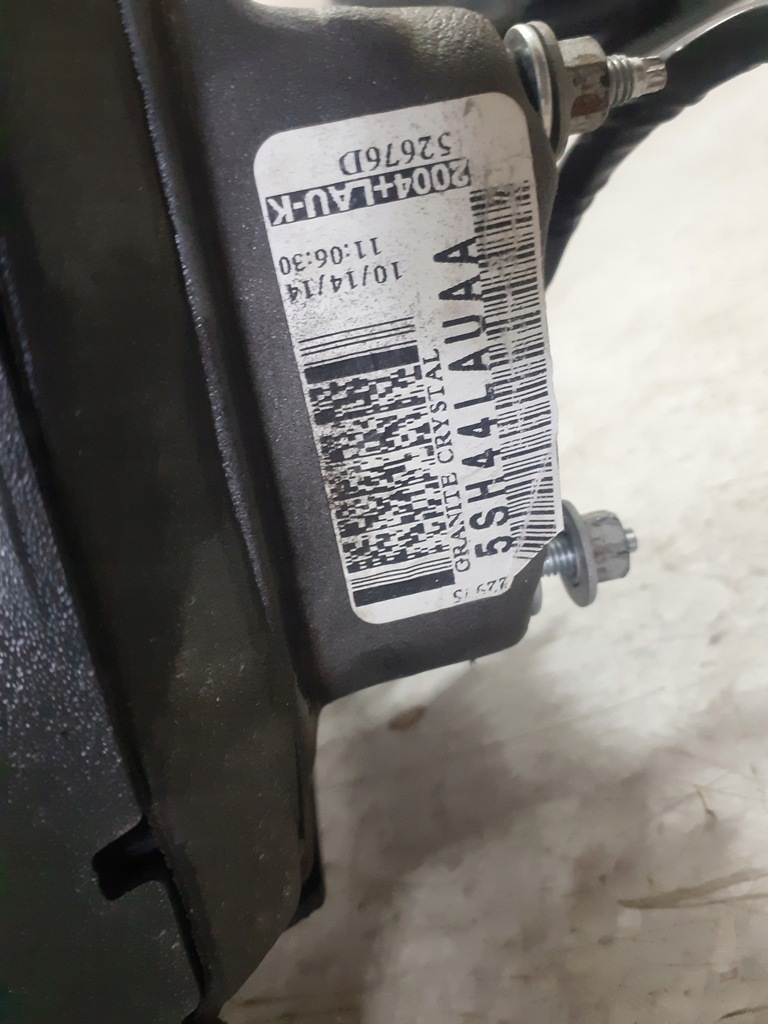 5SH44LAUAA
GRANITE CRYSTAL
10/14/14
11:06:30
2004+LAU-K
52676D